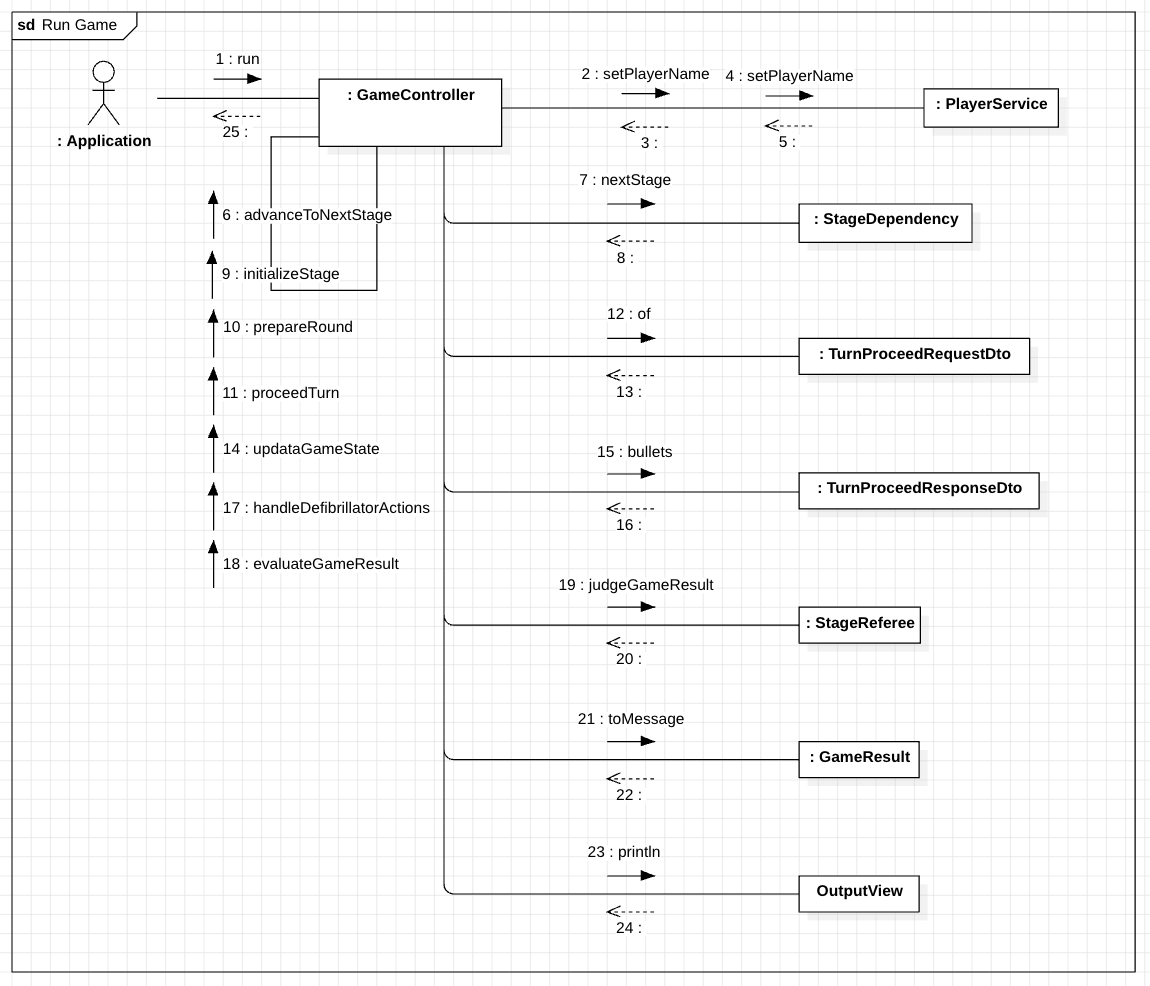 sd Run Game
1 : run
: GameController
25 :
: Application
2 : setPlayerName
4 : setPlayerName
: PlayerService
3 :
5 :
7 : nextStage
: StageDependency
8 :
6 : advanceToNextStage
9 : initializeStage
10 : prepareRound
11 : proceedTurn
14 : updataGameState
17 : handleDefibrillatorActions
18 : evaluateGameResult
12 : of
: TurnProceedRequestDto
13 :
15 : bullets
: TurnProceedResponseDto
16 :
19 : judgeGameResult
: StageReferee
20 :
21 : toMessage
: GameResult
22 :
23 : println
OutputView
24 :